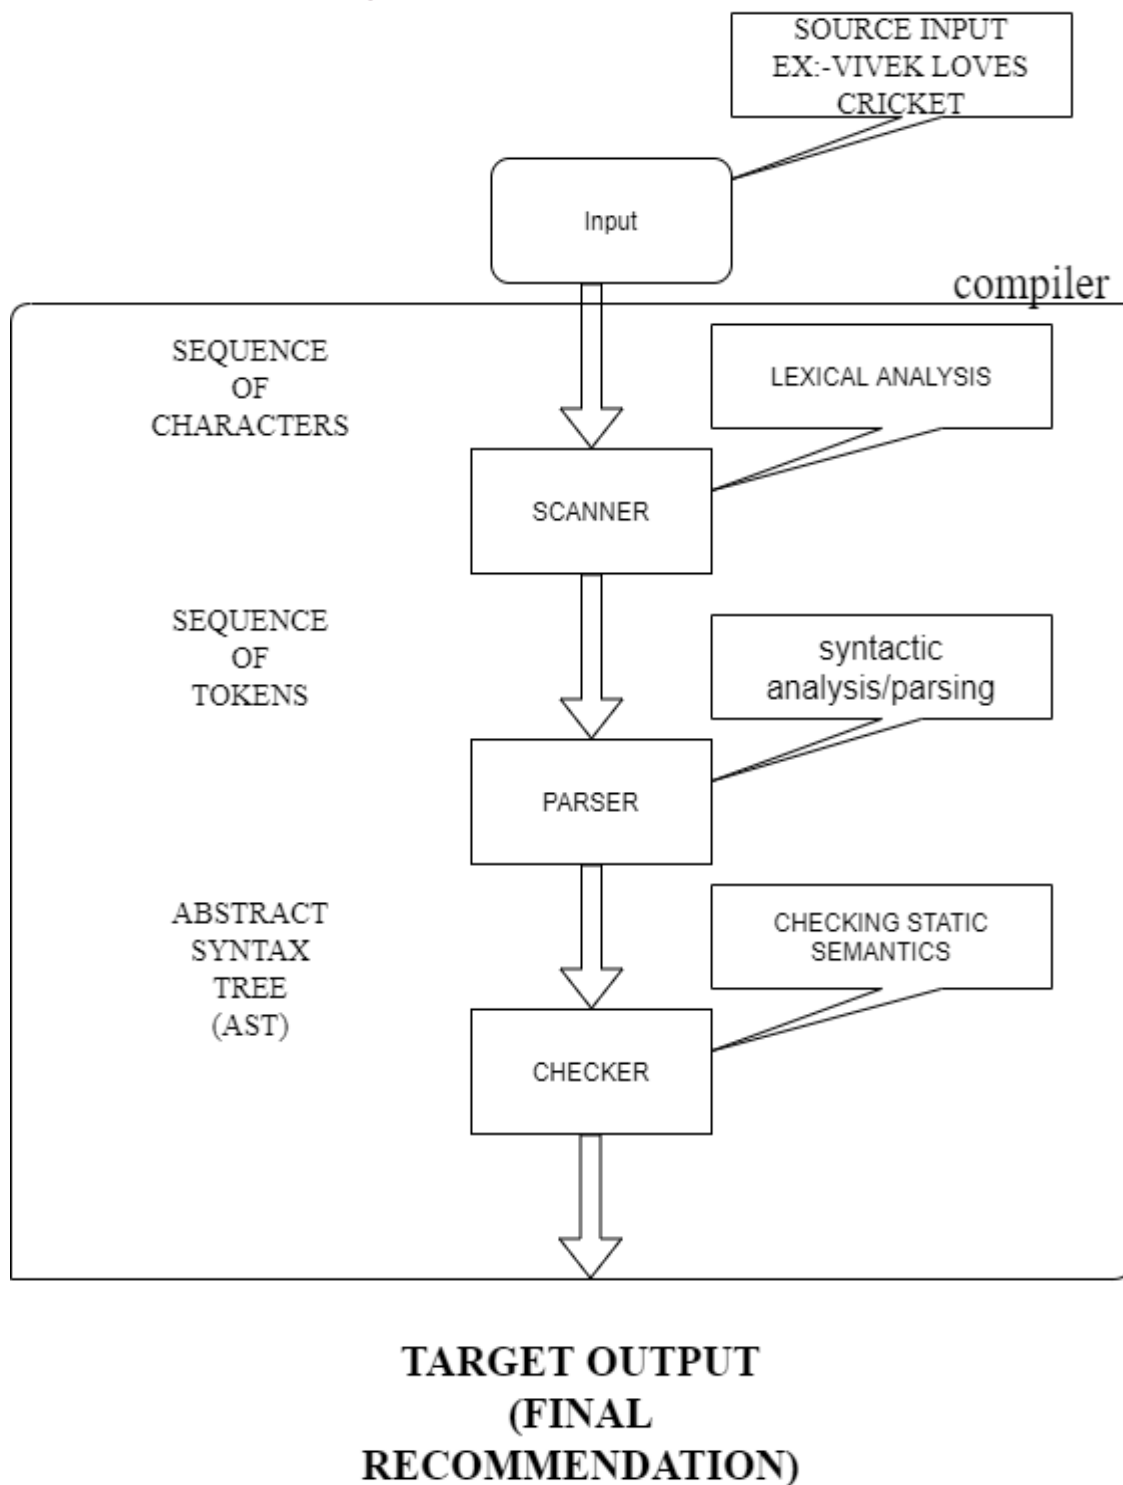 SOURCE INPUT
EX:-VIVEK LOVES
CRICKET
Input
compiler
SEQUENCE
OF
CHARACTERS
LEXICAL ANALYSIS
SCANNER
SEQUENCE
OF
TOKENS
syntactic
analysis/parsing
PARSER
ABSTRACT
SYNTAX
TREE
(AST)
CHECKING STATIC
SEMANTICS
CHECKER
TARGET OUTPUT
(FINAL
RECOMMENDATION)